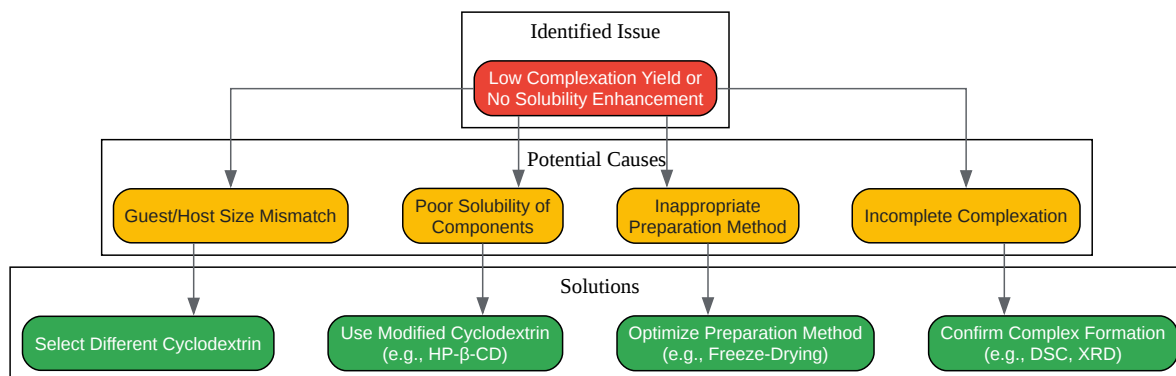 Identified Issue
Low Complexation Yield or
No Solubility Enhancement
Potential Causes
Guest/Host Size Mismatch
Poor Solubility of
Components
Inappropriate
Preparation Method
Incomplete Complexation
Solutions
Select Different Cyclodextrin
Use Modified Cyclodextrin
(e.g., HP-β-CD)
Optimize Preparation Method
(e.g., Freeze-Drying)
Confirm Complex Formation
(e.g., DSC, XRD)